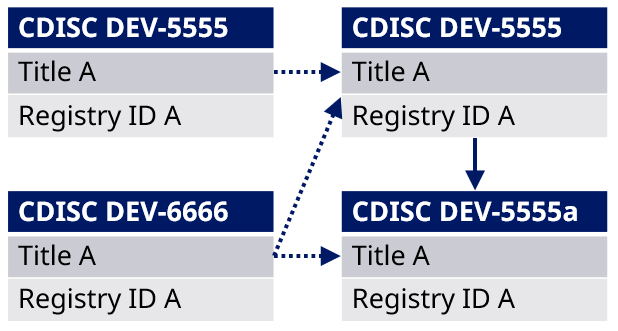 CDISC DEV-5555
Title A
Registry ID A
CDISC DEV-5555
Title A
Registry ID A
CDISC DEV-6666
Title A
Registry ID A
CDISC DEV-5555a
Title A
Registry ID A